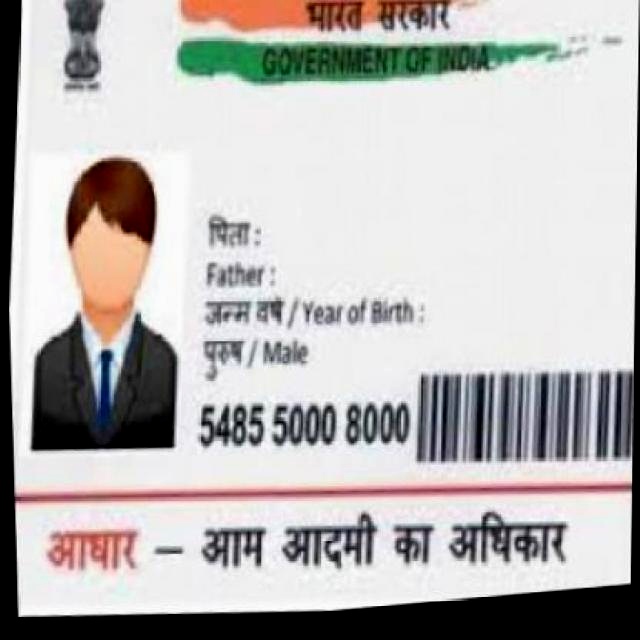 भारत सरकार
GOVERNMENT OF INDIA
पिता :
Father :
जन्म वर्ष / Year of Birth :
पुरुष / Male
5485 5000 8000
आधार – आम आदमी का अधिकार